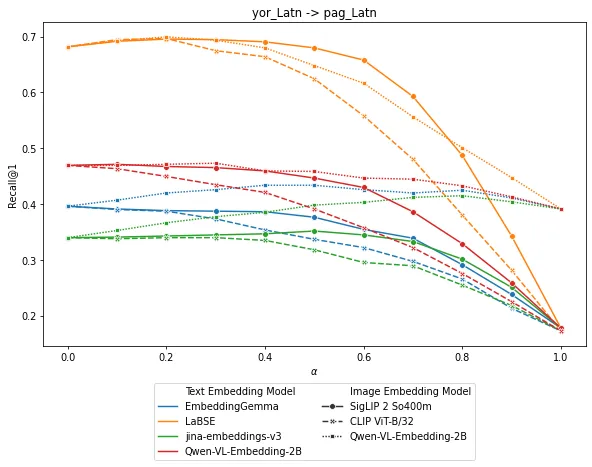 yor_Latn -> pag_Latn
Recall@1
0.7
0.6
0.5
0.4
0.3
0.2
0.0 0.2 0.4 0.6 0.8 1.0
α
Text Embedding Model Image Embedding Model
EmbeddingGemma SigLIP 2 So400m
LaBSE CLIP ViT-B/32
jina-embeddings-v3 Qwen-VL-Embedding-2B
Qwen-VL-Embedding-2B